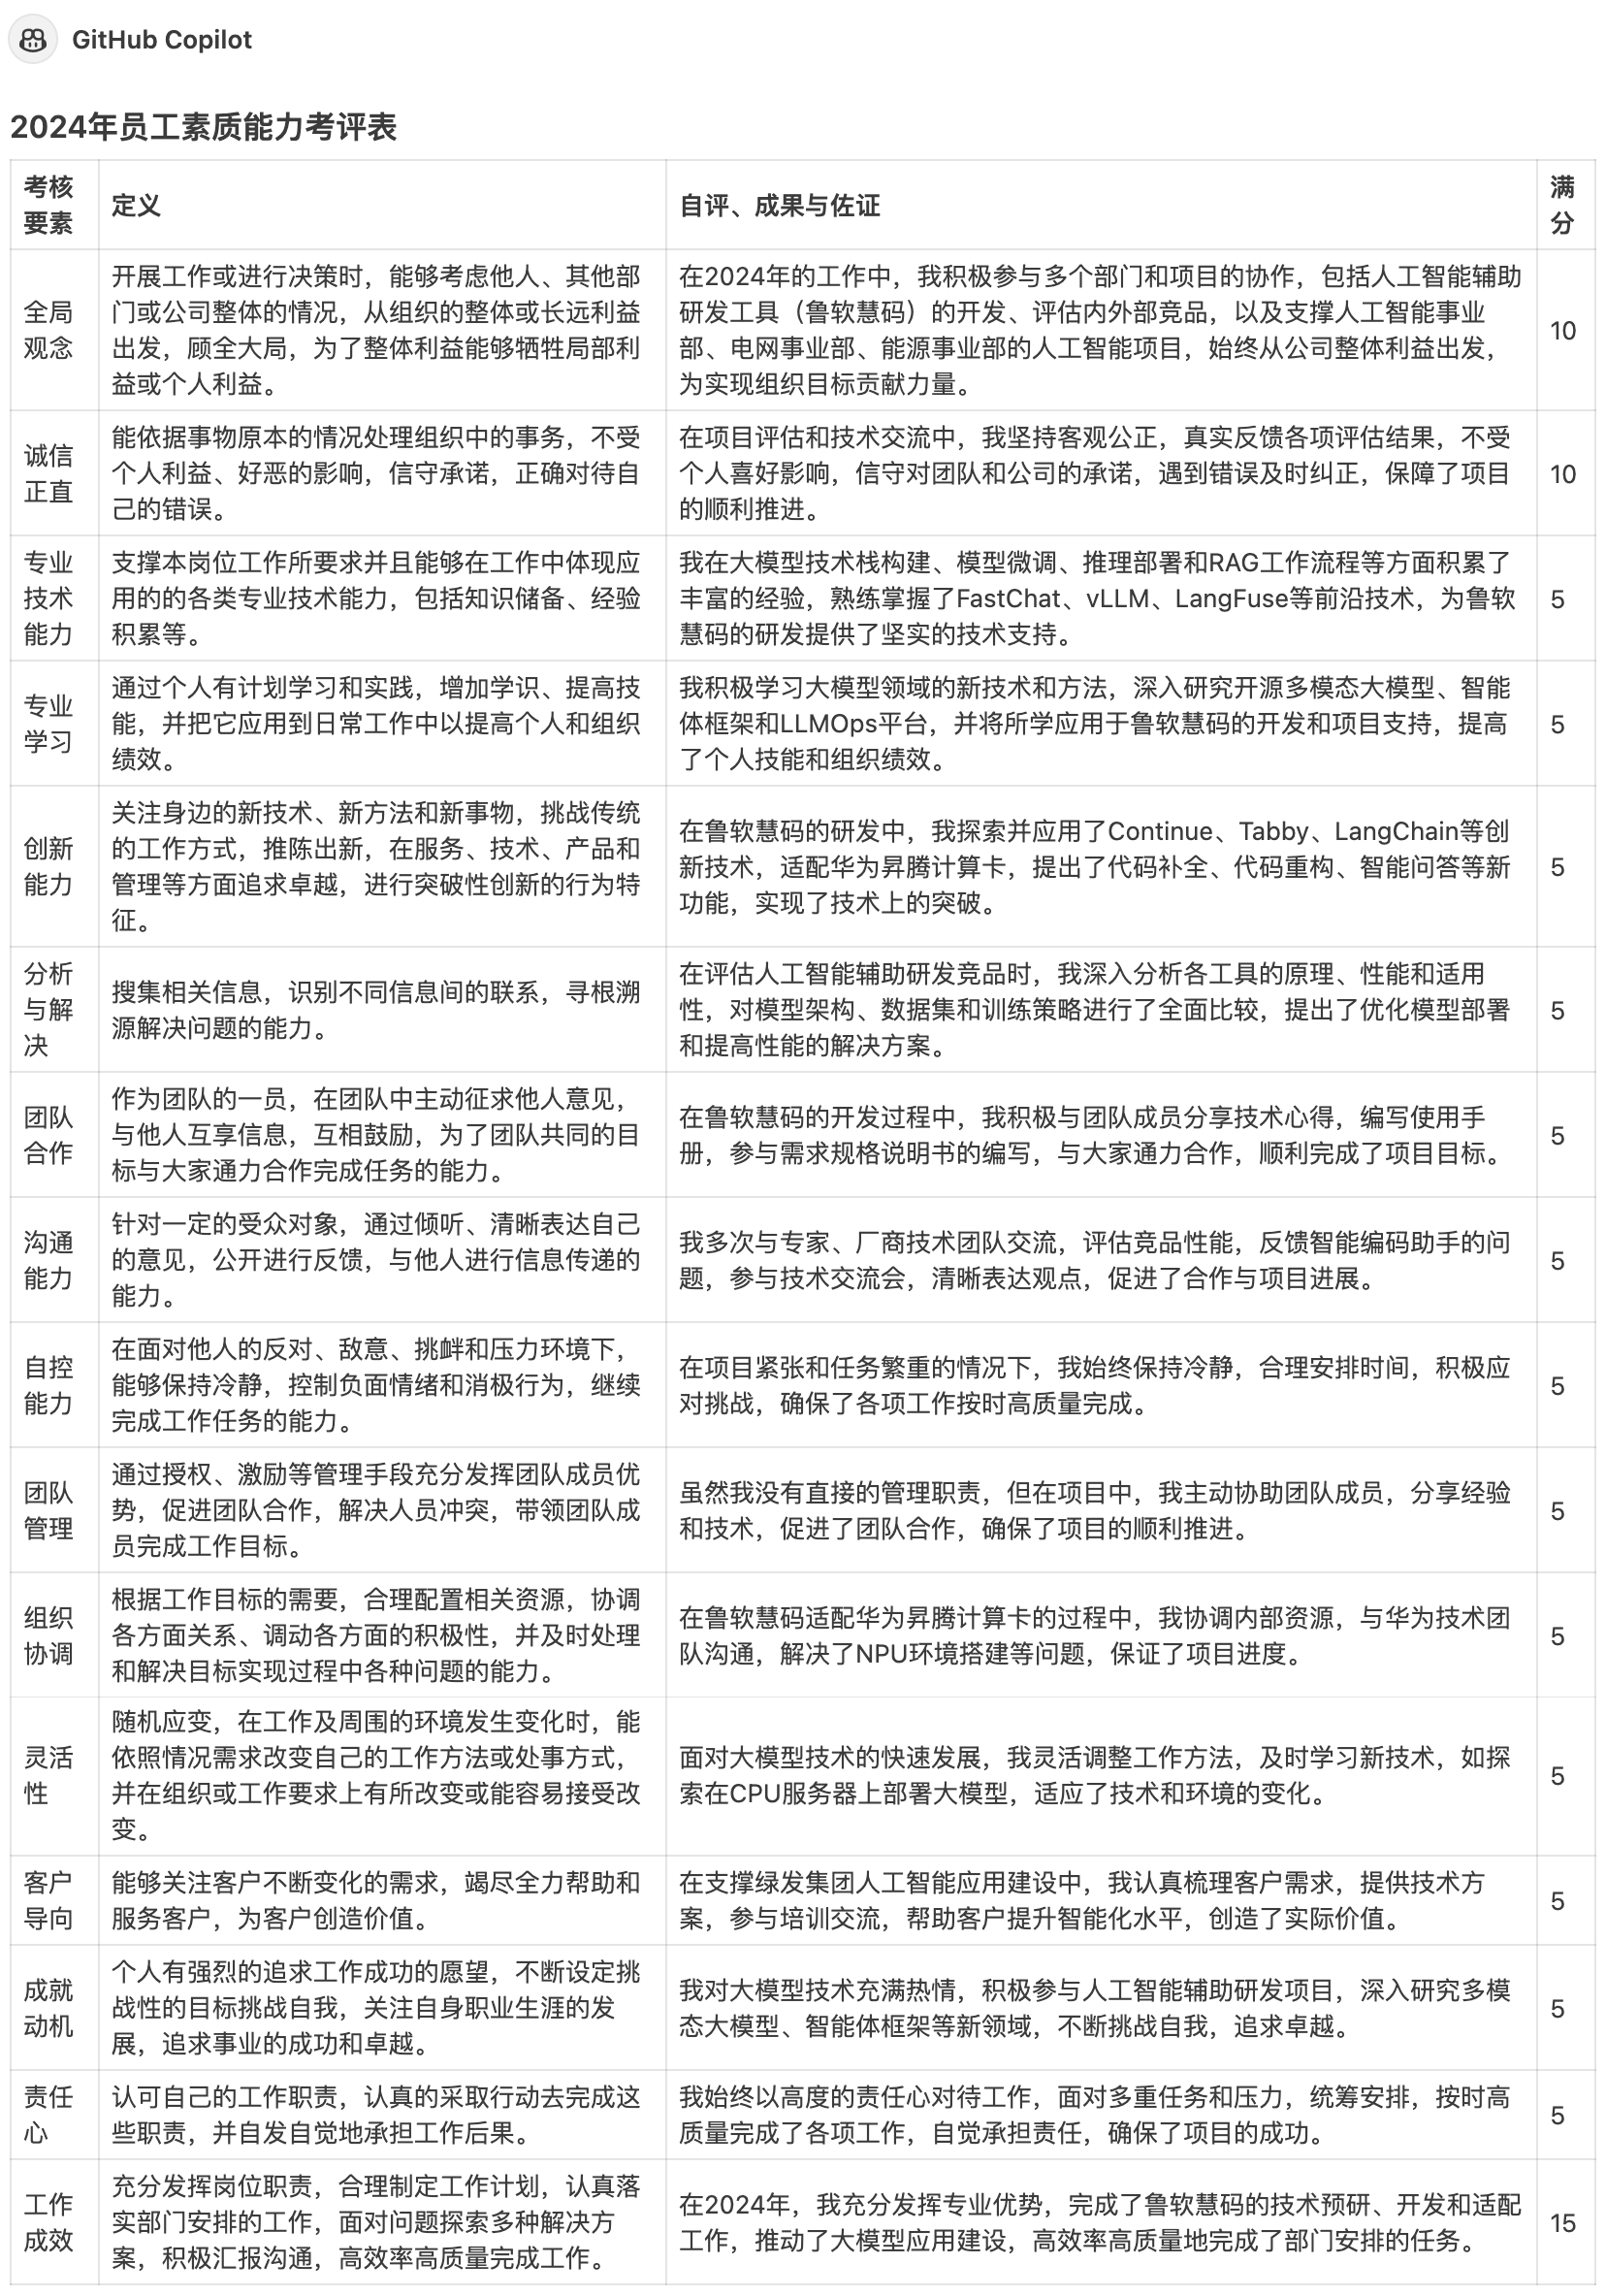 GitHub Copilot
2024年员工素质能力考评表
考核
要素
定义
自评、成果与佐证
满
分
全局
观念
开展工作或进行决策时，能够考虑他人、其他部
门或公司整体的情况，从组织的整体或长远利益
出发，顾全大局，为了整体利益能够牺牲局部利
益或个人利益。
在2024年的工作中，我积极参与多个部门和项目的协作，包括人工智能辅助
研发工具（鲁软慧码）的开发、评估内外部竞品，以及支撑人工智能事业
部、电网事业部、能源事业部的人工智能项目，始终从公司整体利益出发，
为实现组织目标贡献力量。
10
诚信
正直
能依据事物原本的情况处理组织中的事务，不受
个人利益、好恶的影响，信守承诺，正确对待自
己的错误。
在项目评估和技术交流中，我坚持客观公正，真实反馈各项评估结果，不受
个人喜好影响，信守对团队和公司的承诺，遇到错误及时纠正，保障了项目
的顺利推进。
10
专业
技术
能力
支撑本岗位工作所要求并且能够在工作中体现应
用的的各类专业技术能力，包括知识储备、经验
积累等。
我在大模型技术栈构建、模型微调、推理部署和RAG工作流程等方面积累了
丰富的经验，熟练掌握了FastChat、vLLM、LangFuse等前沿技术，为鲁软
慧码的研发提供了坚实的技术支持。
5
专业
学习
通过个人有计划学习和实践，增加学识、提高技
能，并把它应用到日常工作中以提高个人和组织
绩效。
我积极学习大模型领域的新技术和方法，深入研究开源多模态大模型、智能
体框架和LLMOps平台，并将所学应用于鲁软慧码的开发和项目支持，提高
了个人技能和组织绩效。
5
创新
能力
关注身边的新技术、新方法和新事物，挑战传统
的工作方式，推陈出新，在服务、技术、产品和
管理等方面追求卓越，进行突破性创新的行为特
征。
在鲁软慧码的研发中，我探索并应用了Continue、Tabby、LangChain等创
新技术，适配华为昇腾计算卡，提出了代码补全、代码重构、智能问答等新
功能，实现了技术上的突破。
5
分析
与解
决
搜集相关信息，识别不同信息间的联系，寻根溯
源解决问题的能力。
在评估人工智能辅助研发竞品时，我深入分析各工具的原理、性能和适用
性，对模型架构、数据集和训练策略进行了全面比较，提出了优化模型部署
和提高性能的解决方案。
5
团队
合作
作为团队的一员，在团队中主动征求他人意见，
与他人互享信息，互相鼓励，为了团队共同的目
标与大家通力合作完成任务的能力。
在鲁软慧码的开发过程中，我积极与团队成员分享技术心得，编写使用手
册，参与需求规格说明书的编写，与大家通力合作，顺利完成了项目目标。
5
沟通
能力
针对一定的受众对象，通过倾听、清晰表达自己
的意见，公开进行反馈，与他人进行信息传递的
能力。
我多次与专家、厂商技术团队交流，评估竞品性能，反馈智能编码助手的问
题，参与技术交流会，清晰表达观点，促进了合作与项目进展。
5
自控
能力
在面对他人的反对、敌意、挑衅和压力环境下，
能够保持冷静，控制负面情绪和消极行为，继续
完成工作任务的能力。
在项目紧张和任务繁重的情况下，我始终保持冷静，合理安排时间，积极应
对挑战，确保了各项工作按时高质量完成。
5
团队
管理
通过授权、激励等管理手段充分发挥团队成员优
势，促进团队合作，解决人员冲突，带领团队成
员完成工作目标。
虽然我没有直接的管理职责，但在项目中，我主动协助团队成员，分享经验
和技术，促进了团队合作，确保了项目的顺利推进。
5
组织
协调
根据工作目标的需要，合理配置相关资源，协调
各方面关系、调动各方面的积极性，并及时处理
和解决目标实现过程中各种问题的能力。
在鲁软慧码适配华为昇腾计算卡的过程中，我协调内部资源，与华为技术团
队沟通，解决了NPU环境搭建等问题，保证了项目进度。
5
灵活
性
随机应变，在工作及周围的环境发生变化时，能
依照情况需求改变自己的工作方法或处事方式，
并在组织或工作要求上有所改变或能容易接受改
变。
面对大模型技术的快速发展，我灵活调整工作方法，及时学习新技术，如探
索在CPU服务器上部署大模型，适应了技术和环境的变化。
5
客户
导向
能够关注客户不断变化的需求，竭尽全力帮助和
服务客户，为客户创造价值。
在支撑绿发集团人工智能应用建设中，我认真梳理客户需求，提供技术方
案，参与培训交流，帮助客户提升智能化水平，创造了实际价值。
5
成就
动机
个人有强烈的追求工作成功的愿望，不断设定挑
战性的目标挑战自我，关注自身职业生涯的发
展，追求事业的成功和卓越。
我对大模型技术充满热情，积极参与人工智能辅助研发项目，深入研究多模
态大模型、智能体框架等新领域，不断挑战自我，追求卓越。
5
责任
心
认可自己的工作职责，认真的采取行动去完成这
些职责，并自发自觉地承担工作后果。
我始终以高度的责任心对待工作，面对多重任务和压力，统筹安排，按时高
质量完成了各项工作，自觉承担责任，确保了项目的成功。
5
工作
成效
充分发挥岗位职责，合理制定工作计划，认真落
实部门安排的工作，面对问题探索多种解决方
案，积极汇报沟通，高效率高质量完成工作。
在2024年，我充分发挥专业优势，完成了鲁软慧码的技术预研、开发和适配
工作，推动了大模型应用建设，高效率高质量地完成了部门安排的任务。
15